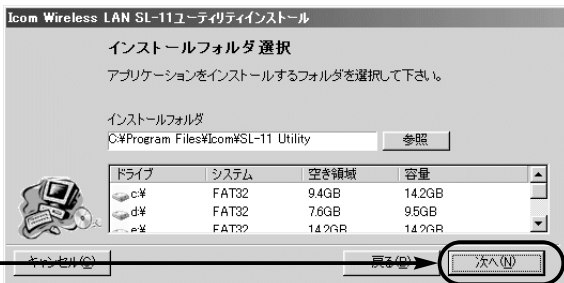 Icom Wireless LAN SL-11ユーティリティインストール
インストールフォルダ選択
アプリケーションをインストールするフォルダを選択して下さい。
インストールフォルダ
C:¥Program Files¥Icom¥SL-11 Utility 参照
ドライブ システム 空き領域 容量
c:¥ FAT32 9.4GB 14.2GB
d:¥ FAT32 7.6GB 9.5GB
e:¥ FAT32 14.2GB 14.2GB
キャンセル(C) 戻る(B) 次へ(N)